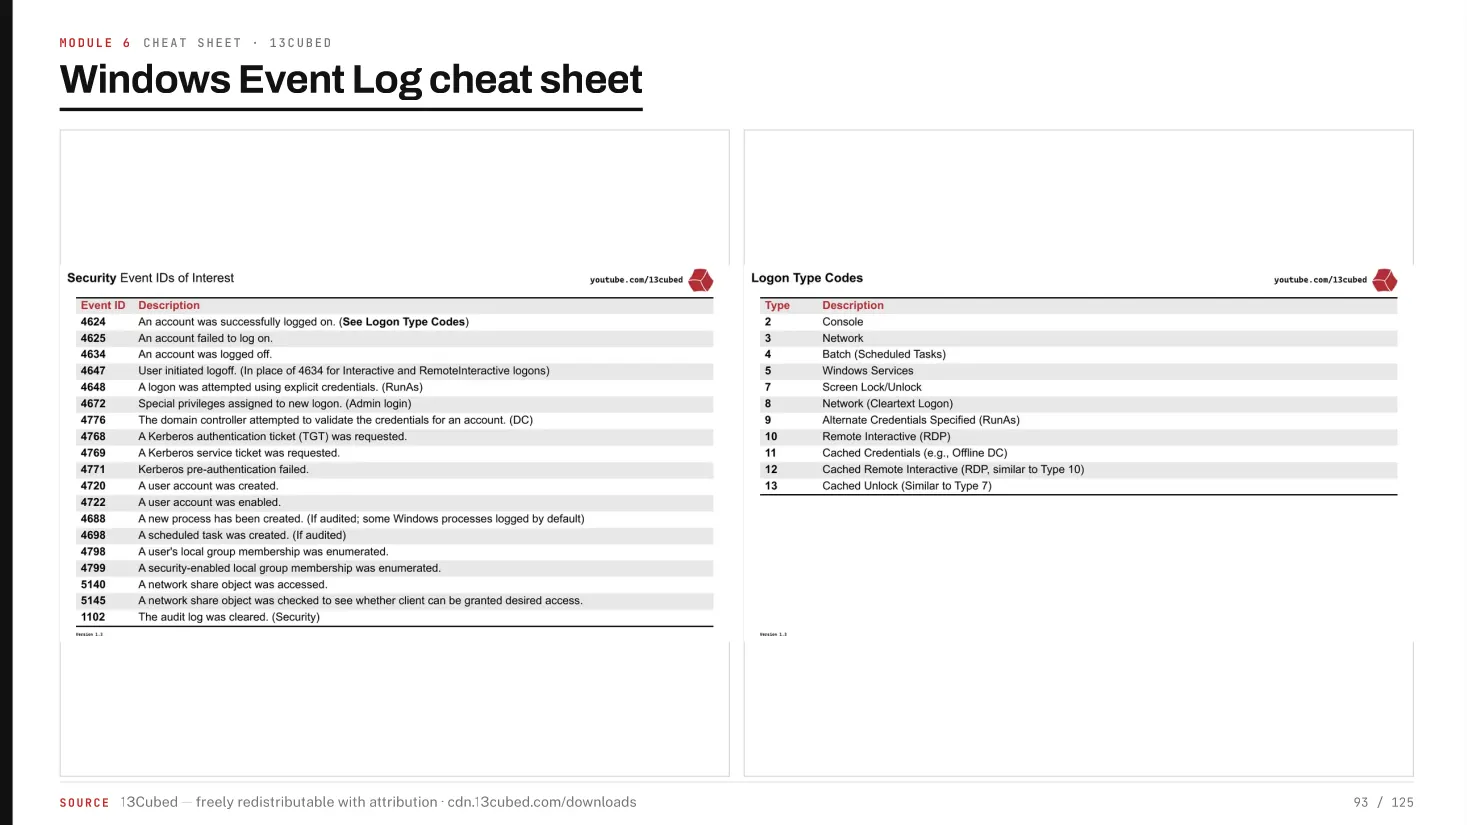 MODULE 6 CHEAT SHEET · 13CUBED
Windows Event Log cheat sheet
Security Event IDs of Interest
youtube.com/13cubed
Event ID Description
4624 An account was successfully logged on. (See Logon Type Codes)
4625 An account failed to log on.
4634 An account was logged off.
4647 User initiated logoff. (In place of 4634 for Interactive and RemoteInteractive logons)
4648 A logon was attempted using explicit credentials. (RunAs)
4672 Special privileges assigned to new logon. (Admin login)
4776 The domain controller attempted to validate the credentials for an account. (DC)
4768 A Kerberos authentication ticket (TGT) was requested.
4769 A Kerberos service ticket was requested.
4771 Kerberos pre-authentication failed.
4720 A user account was created.
4722 A user account was enabled.
4688 A new process has been created. (If audited; some Windows processes logged by default)
4698 A scheduled task was created. (If audited)
4798 A user's local group membership was enumerated.
4799 A security-enabled local group membership was enumerated.
5140 A network share object was accessed.
5145 A network share object was checked to see whether client can be granted desired access.
1102 The audit log was cleared. (Security)
Version 1.3
Logon Type Codes
youtube.com/13cubed
Type Description
2 Console
3 Network
4 Batch (Scheduled Tasks)
5 Windows Services
7 Screen Lock/Unlock
8 Network (Cleartext Logon)
9 Alternate Credentials Specified (RunAs)
10 Remote Interactive (RDP)
11 Cached Credentials (e.g., Offline DC)
12 Cached Remote Interactive (RDP, similar to Type 10)
13 Cached Unlock (Similar to Type 7)
Version 1.3
SOURCE 13Cubed — freely redistributable with attribution · cdn.13cubed.com/downloads
93 / 125